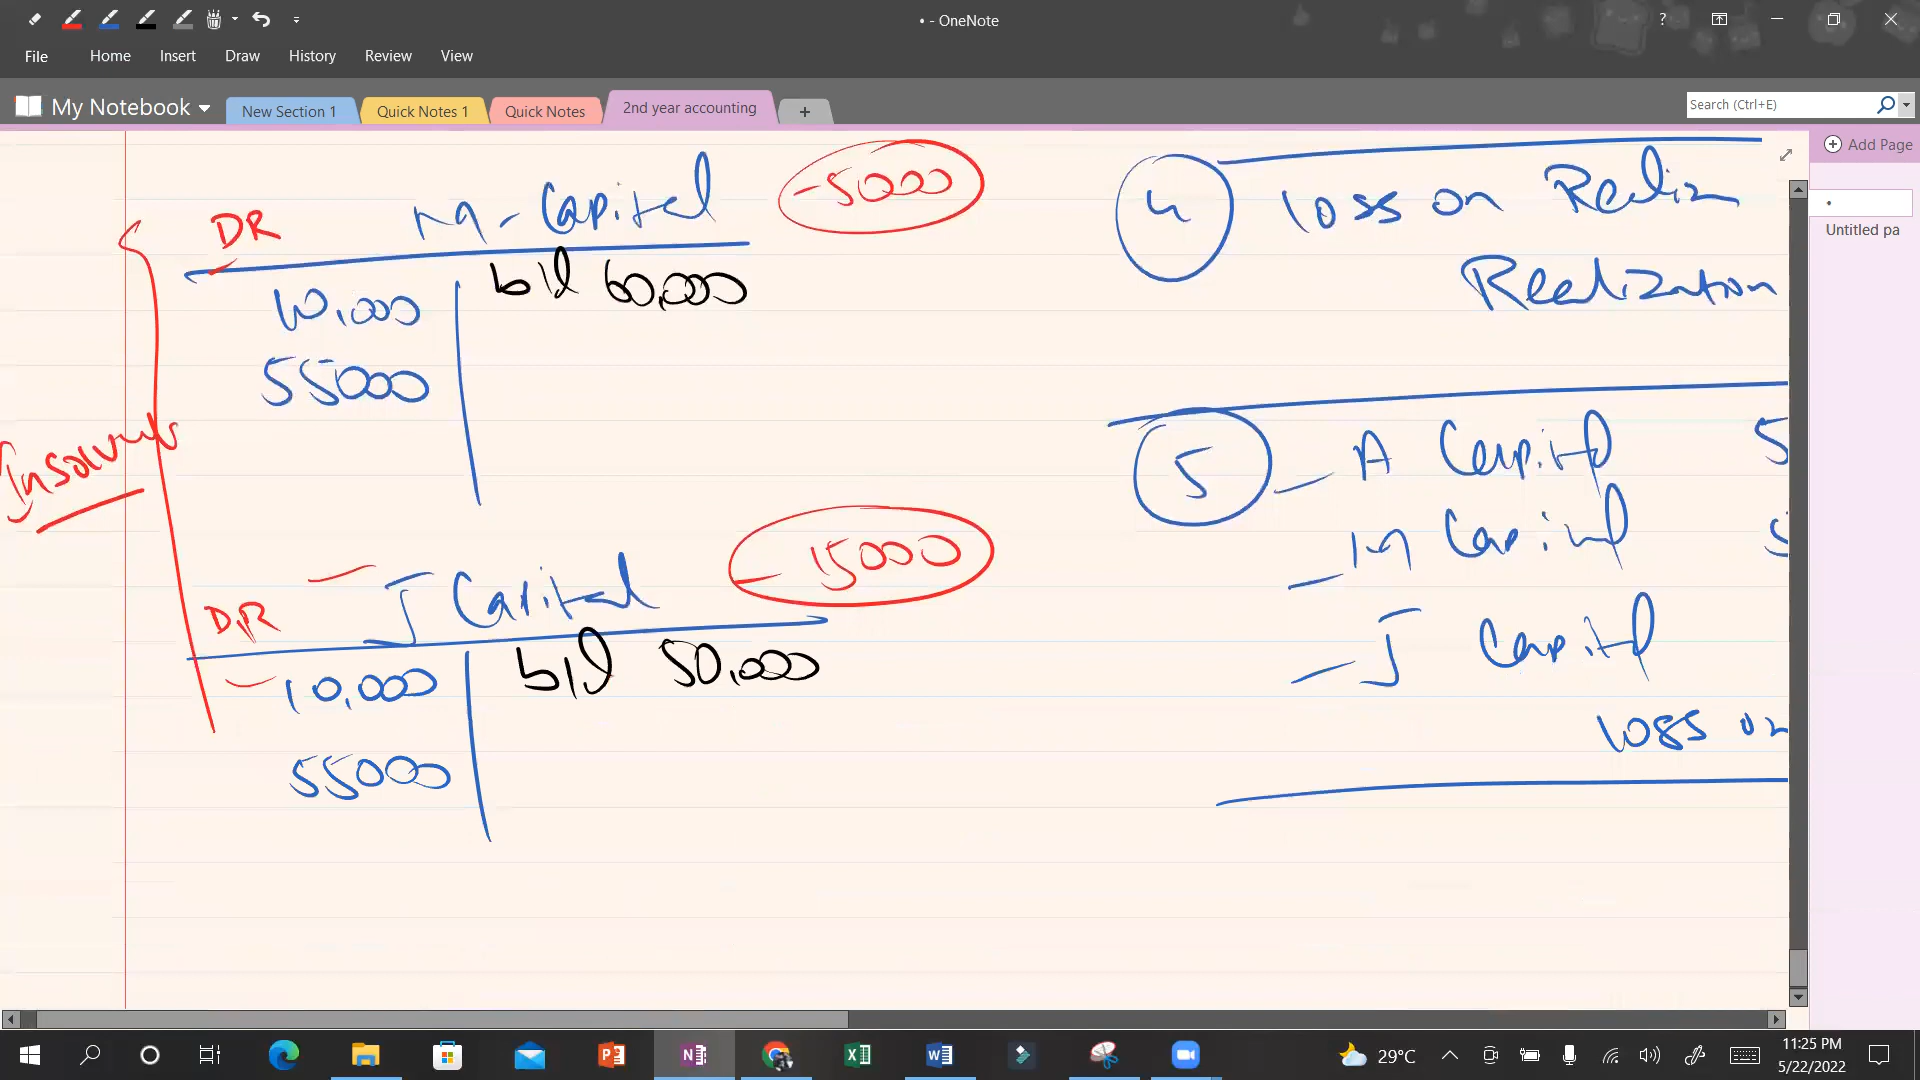 • - OneNote
?
File
Home
Insert
Draw
History
Review
View
My Notebook
New Section 1
Quick Notes 1
Quick Notes
2nd year accounting
+
Search (Ctrl+E)
Add Page
•
Untitled pa
DR
M - Capital
-5000
10,000
b/d 60,000
55000
Insolvents
J Capital
- 15000
DR
10,000
b/d 50,000
55000
4
loss on Realiz
Realization
5
- A Capital 5
- M Capital 5
- J Capital
loss on
29°C
11:25 PM
5/22/2022